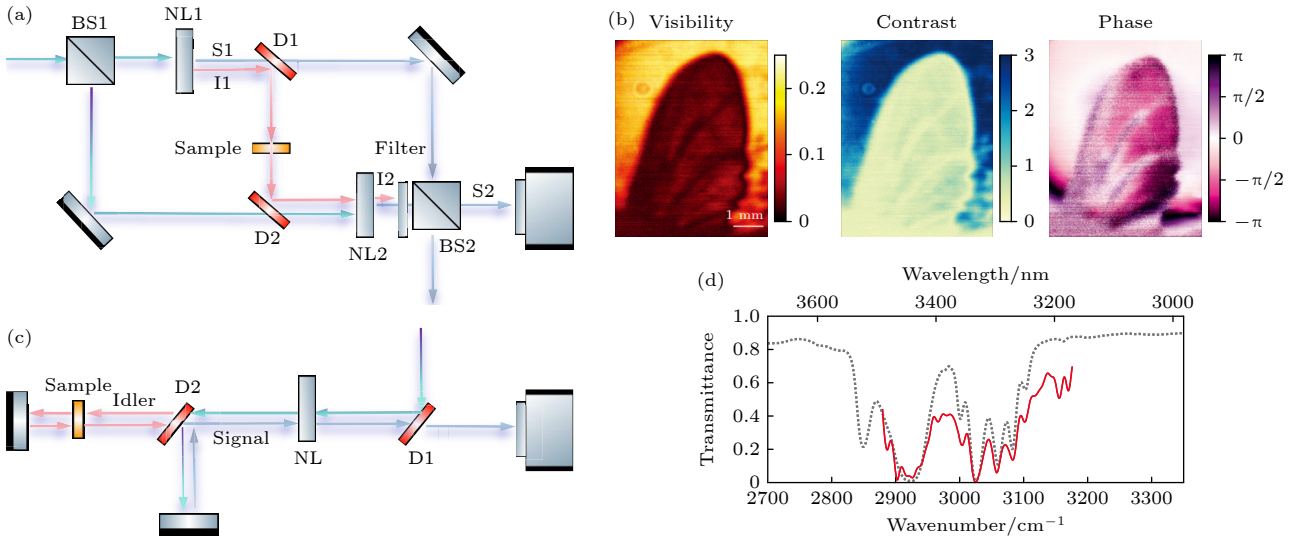 (a)
BS1
NL1
S1
I1
D1
Sample
Filter
I2
S2
D2
NL2
BS2
(b)
Visibility
0.2
0.1
0
1 mm
Contrast
3
2
1
0
Phase
π
π/2
0
−π/2
−π
(c)
Sample
Idler
D2
Signal
NL
D1
(d)
Wavelength/nm
3600
3400
3200
3000
Transmittance
1.0
0.8
0.6
0.4
0.2
0
2700
2800
2900
3000
3100
3200
3300
Wavenumber/cm⁻¹